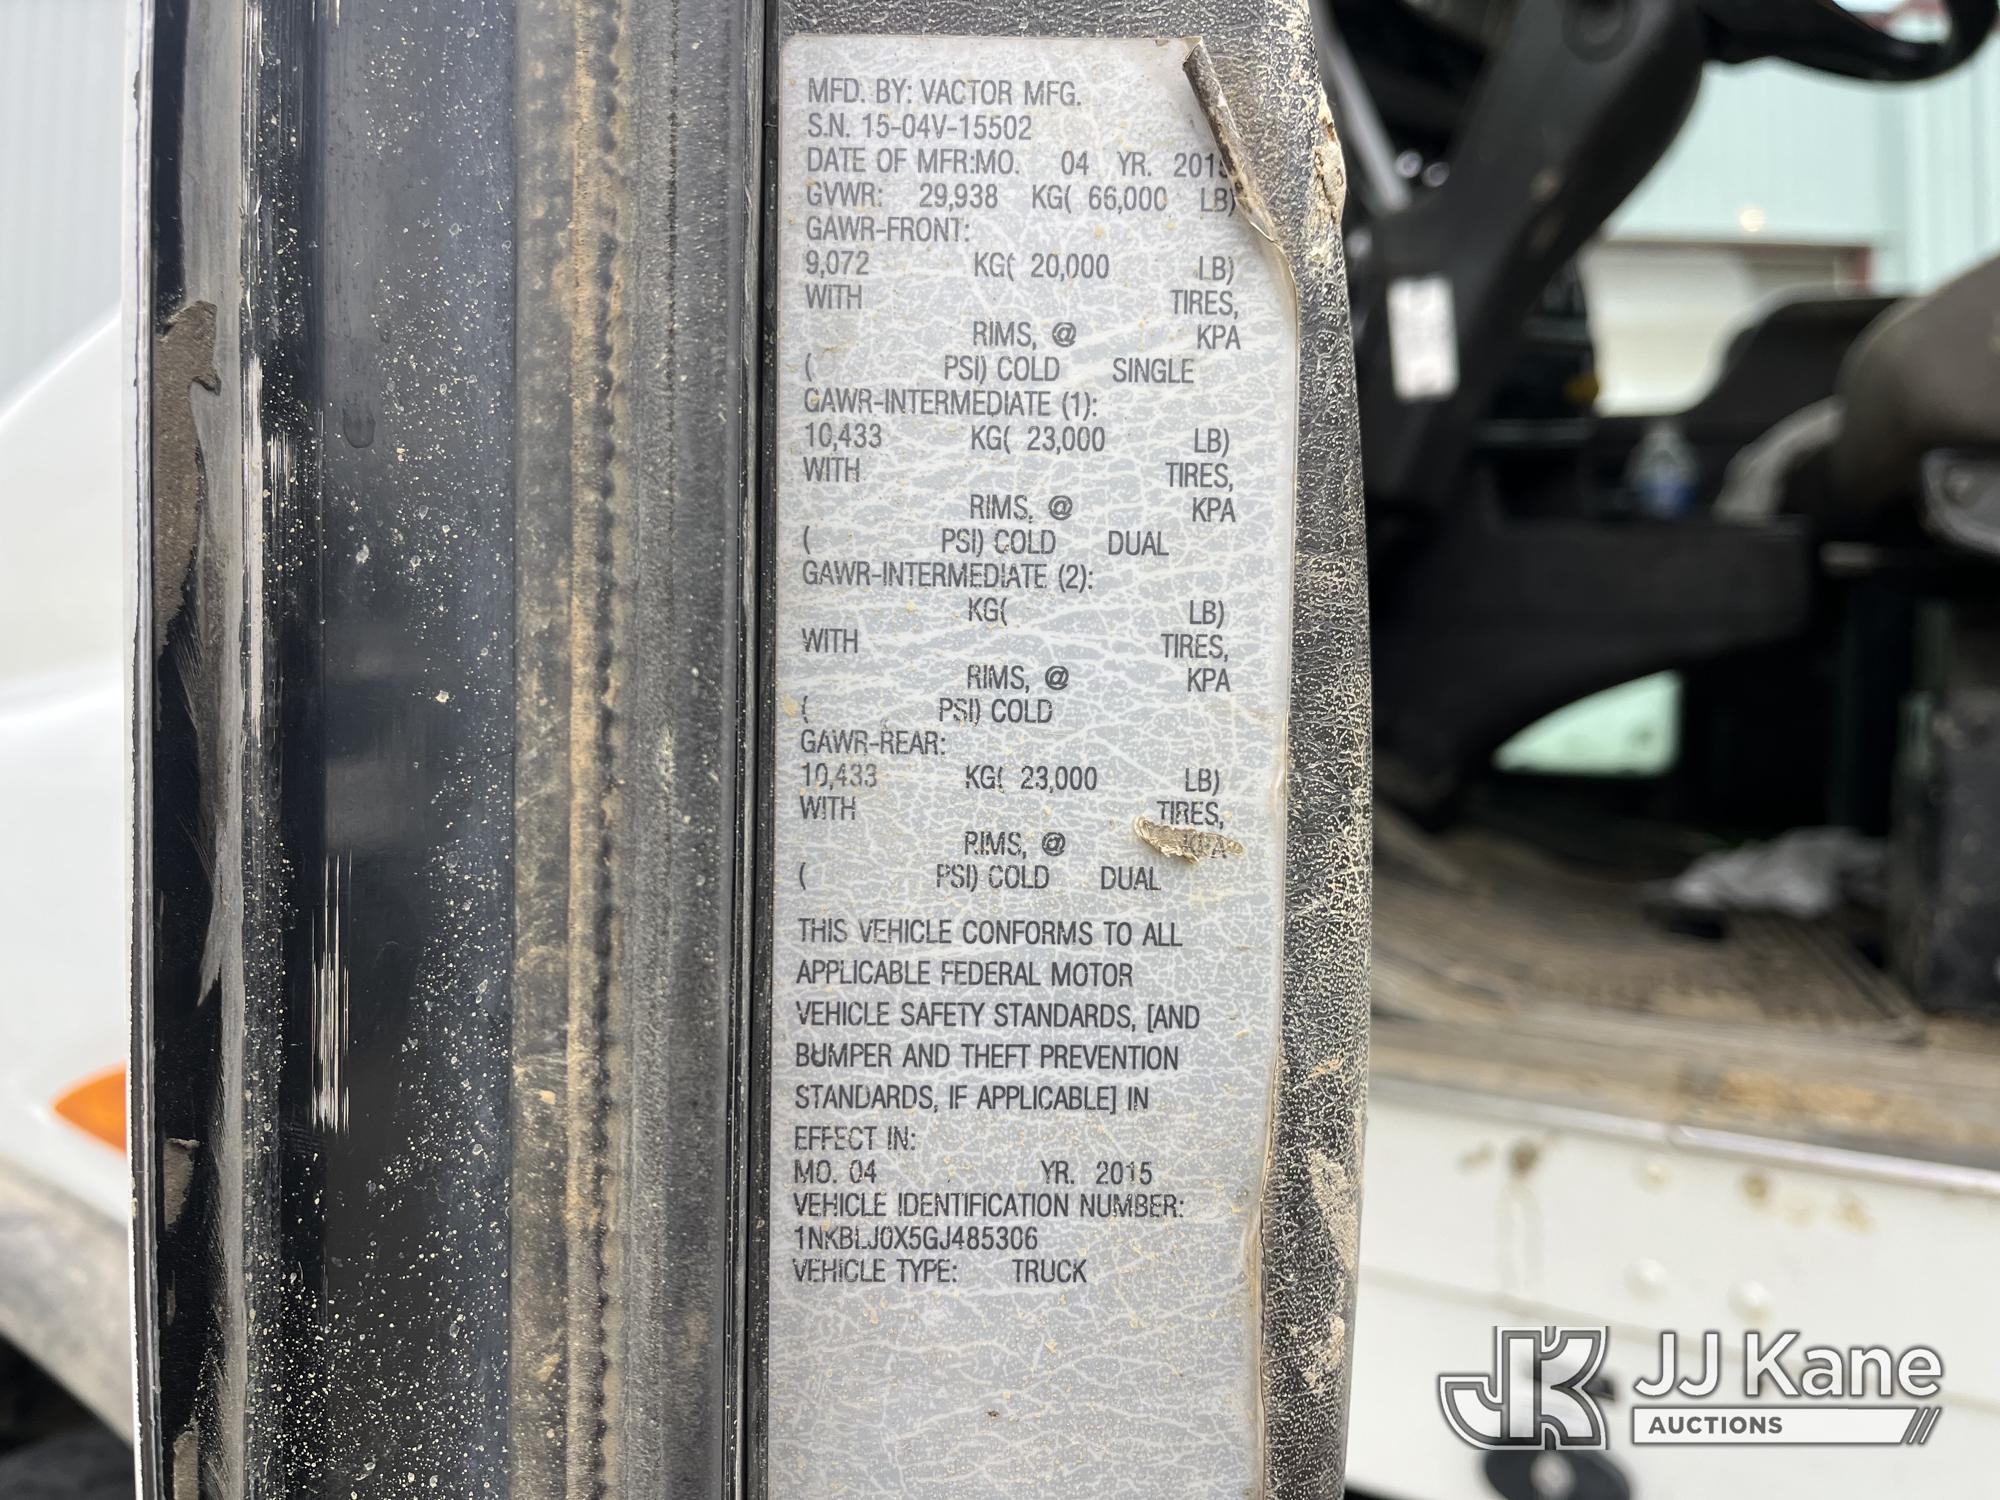 MFD. BY: VACTOR MFG.
S.N. 15-04V-15502
DATE OF MFR:MO. 04 YR. 2015
GVWR: 29,938 KG( 66,000 LB)
GAWR-FRONT:
9,072 KG( 20,000 LB)
WITH TIRES,
RIMS, @ KPA
( PSI) COLD SINGLE
GAWR-INTERMEDIATE (1):
10,433 KG( 23,000 LB)
WITH TIRES,
RIMS, @ KPA
( PSI) COLD DUAL
GAWR-INTERMEDIATE (2):
KG( LB)
WITH TIRES,
RIMS, @ KPA
( PSI) COLD
GAWR-REAR:
10,433 KG( 23,000 LB)
WITH TIRES,
RIMS, @ KPA
( PSI) COLD DUAL
THIS VEHICLE CONFORMS TO ALL
APPLICABLE FEDERAL MOTOR
VEHICLE SAFETY STANDARDS, [AND
BUMPER AND THEFT PREVENTION
STANDARDS, IF APPLICABLE] IN
EFFECT IN:
MO. 04 YR. 2015
VEHICLE IDENTIFICATION NUMBER:
1NKBLJ0X5GJ485306
VEHICLE TYPE: TRUCK
JK JJ Kane
AUCTIONS